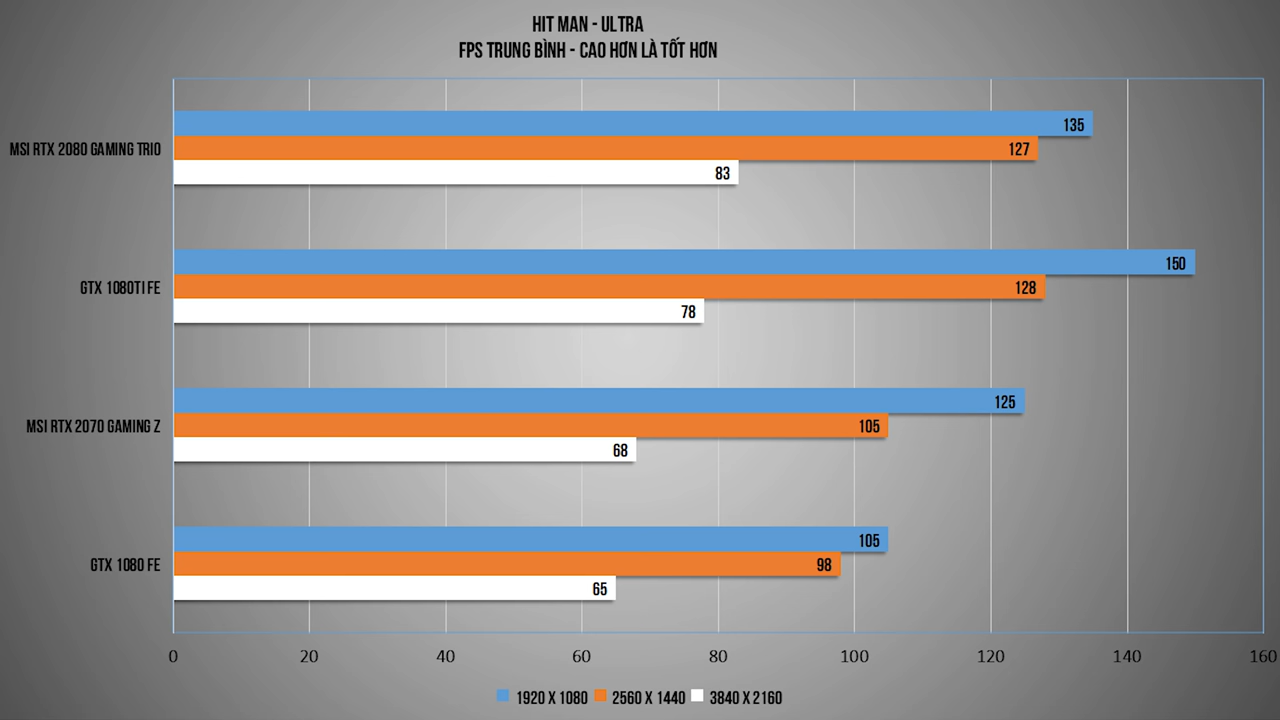 HIT MAN - ULTRA
FPS TRUNG BÌNH - CAO HƠN LÀ TỐT HƠN
MSI RTX 2080 GAMING TRIO
135
127
83
GTX 1080TI FE
150
128
78
MSI RTX 2070 GAMING Z
125
105
68
GTX 1080 FE
105
98
65
0 20 40 60 80 100 120 140 160
1920 X 1080 2560 X 1440 3840 X 2160